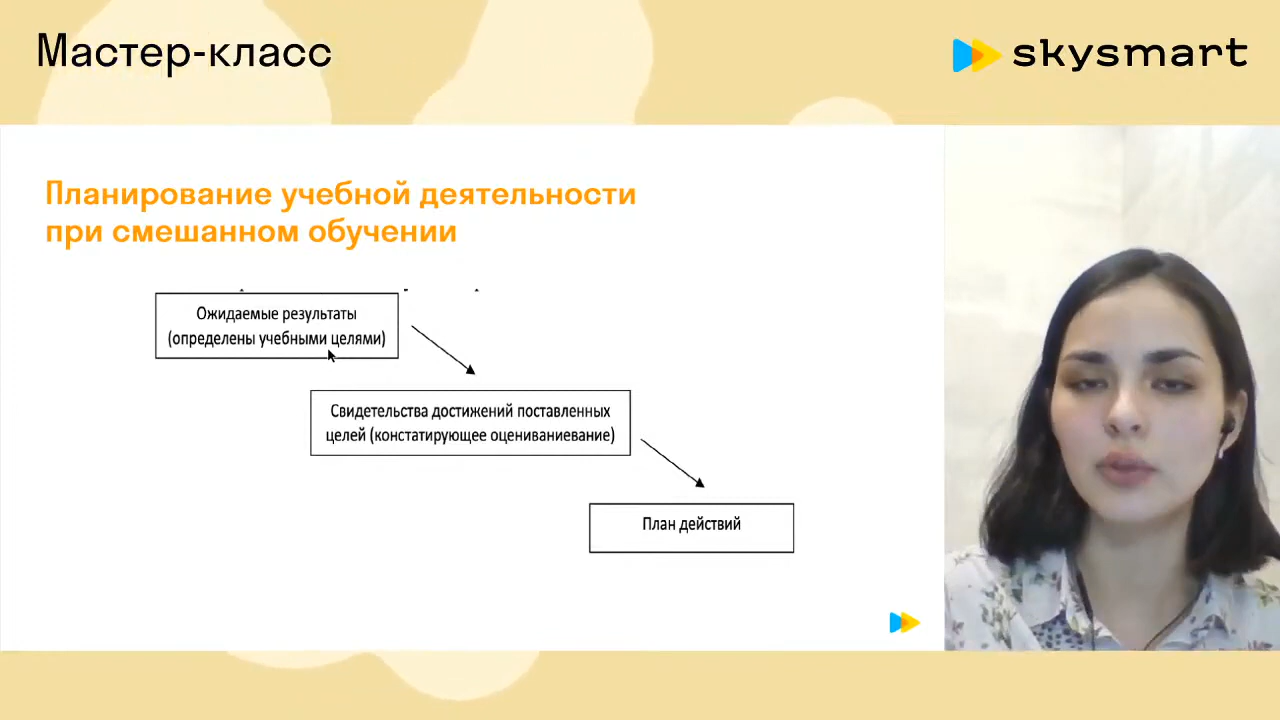 Мастер-класс
skysmart
Планирование учебной деятельности
при смешанном обучении
Ожидаемые результаты
(определены учебными целями)
Свидетельства достижений поставленных
целей (констатирующее оцениваниевание)
План действий